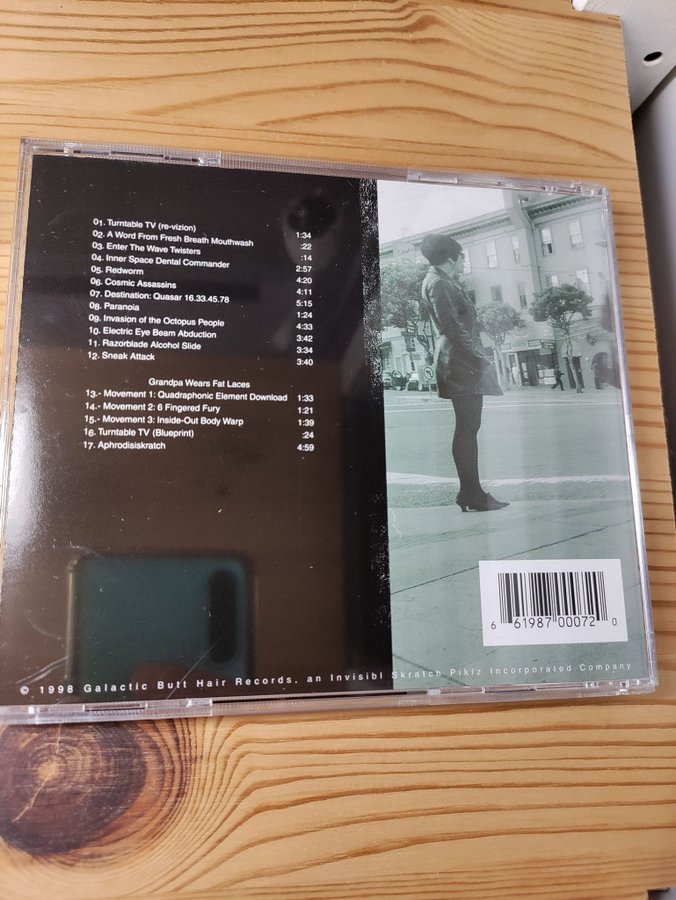 01. Turntable TV (re-vizion) 1:34
02. A Word From Fresh Breath Mouthwash :22
03. Enter The Wave Twisters :14
04. Inner Space Dental Commander 2:57
05. Redworm 4:20
06. Cosmic Assassins 4:11
07. Destination: Quasar 16.33.45.78 5:15
08. Paranoia 1:24
09. Invasion of the Octopus People 4:33
10. Electric Eye Beam Abduction 3:42
11. Razorblade Alcohol Slide 3:34
12. Sneak Attack 3:40
Grandpa Wears Fat Laces
13.- Movement 1: Quadraphonic Element Download 1:33
14.- Movement 2: 6 Fingered Fury 1:21
15.- Movement 3: Inside-Out Body Warp 1:39
16. Turntable TV (Blueprint) :24
17. Aphrodisiskratch 4:59
6 61987 00072 0
© 1998 Galactic Butt Hair Records, an Invisibl Skratch Piklz Incorporated Company